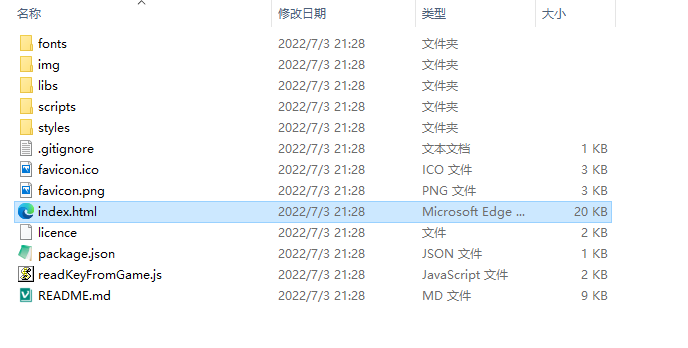 名称 修改日期 类型 大小
fonts 2022/7/3 21:28 文件夹
img 2022/7/3 21:28 文件夹
libs 2022/7/3 21:28 文件夹
scripts 2022/7/3 21:28 文件夹
styles 2022/7/3 21:28 文件夹
.gitignore 2022/7/3 21:28 文本文档 1 KB
favicon.ico 2022/7/3 21:28 ICO 文件 3 KB
favicon.png 2022/7/3 21:28 PNG 文件 3 KB
index.html 2022/7/3 21:28 Microsoft Edge ... 20 KB
licence 2022/7/3 21:28 文件 2 KB
package.json 2022/7/3 21:28 JSON 文件 1 KB
readKeyFromGame.js 2022/7/3 21:28 JavaScript 文件 2 KB
README.md 2022/7/3 21:28 MD 文件 9 KB